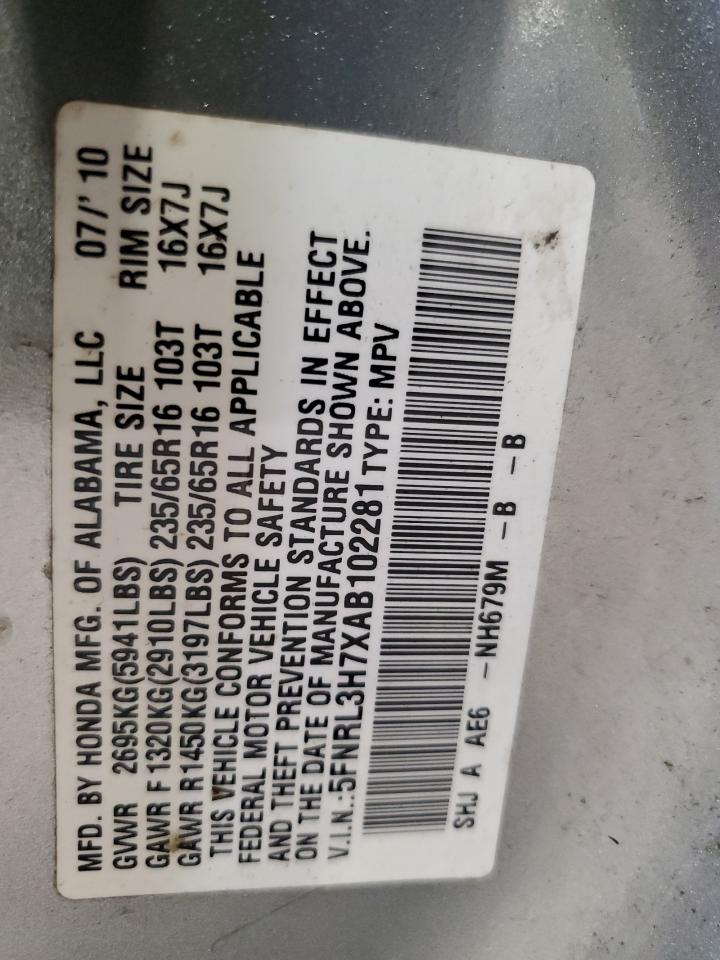 MFD. BY HONDA MFG. OF ALABAMA, LLC 07/' 10
GVWR 2695KG(5941LBS) TIRE SIZE RIM SIZE
GAWR F 1320KG(2910LBS) 235/65R16 103T 16X7J
GAWR R1450KG(3197LBS) 235/65R16 103T 16X7J
THIS VEHICLE CONFORMS TO ALL APPLICABLE
FEDERAL MOTOR VEHICLE SAFETY
AND THEFT PREVENTION STANDARDS IN EFFECT
ON THE DATE OF MANUFACTURE SHOWN ABOVE.
V.I.N.:5FNRL3H7XAB102281 TYPE: MPV
SHJ A AE6 -NH679M -B -B